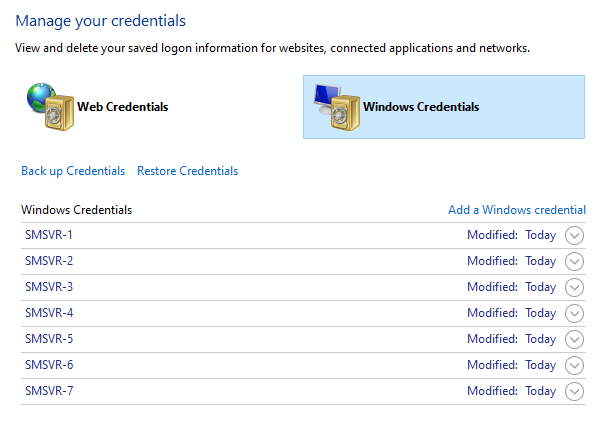 Manage your credentials
View and delete your saved logon information for websites, connected applications and networks.
Web Credentials Windows Credentials
Back up Credentials Restore Credentials
Windows Credentials Add a Windows credential
SMSVR-1 Modified: Today
SMSVR-2 Modified: Today
SMSVR-3 Modified: Today
SMSVR-4 Modified: Today
SMSVR-5 Modified: Today
SMSVR-6 Modified: Today
SMSVR-7 Modified: Today